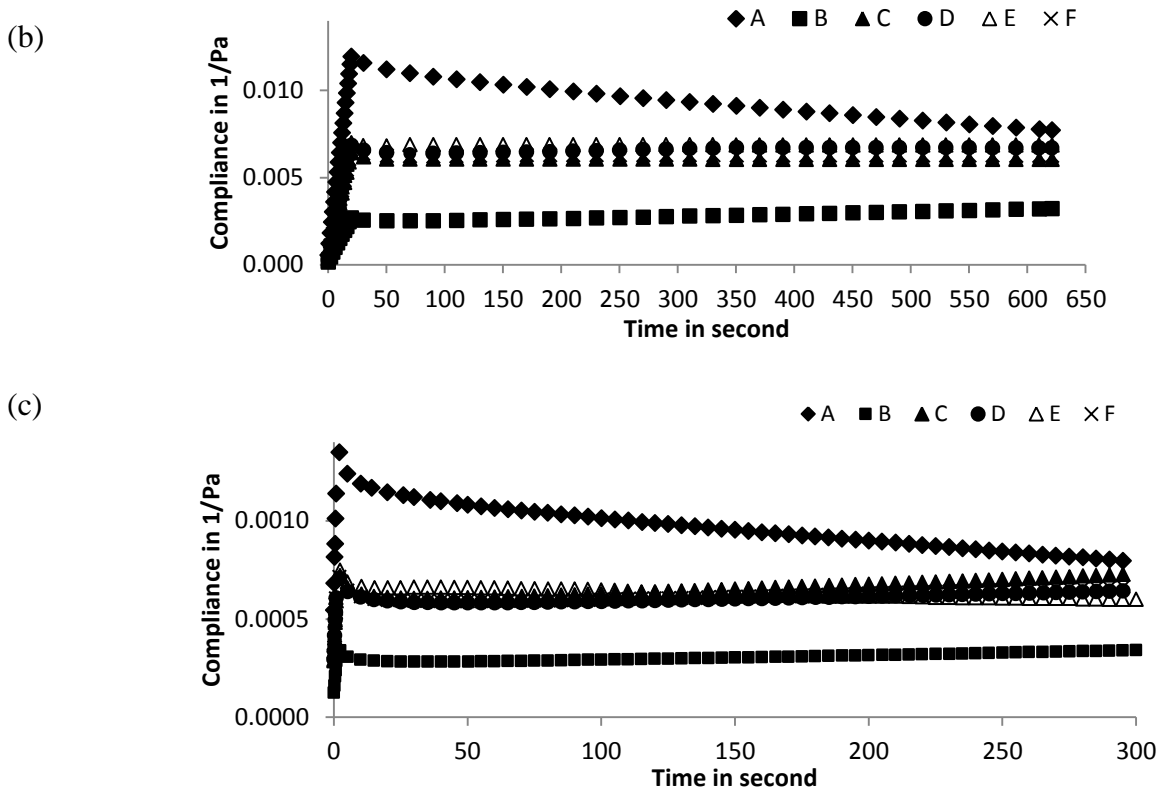 (b)
A B C D E F
Compliance in 1/Pa
0.010
0.005
0.000
0 50 100 150 200 250 300 350 400 450 500 550 600 650
Time in second
(c)
A B C D E F
Compliance in 1/Pa
0.0010
0.0005
0.0000
0 50 100 150 200 250 300
Time in second